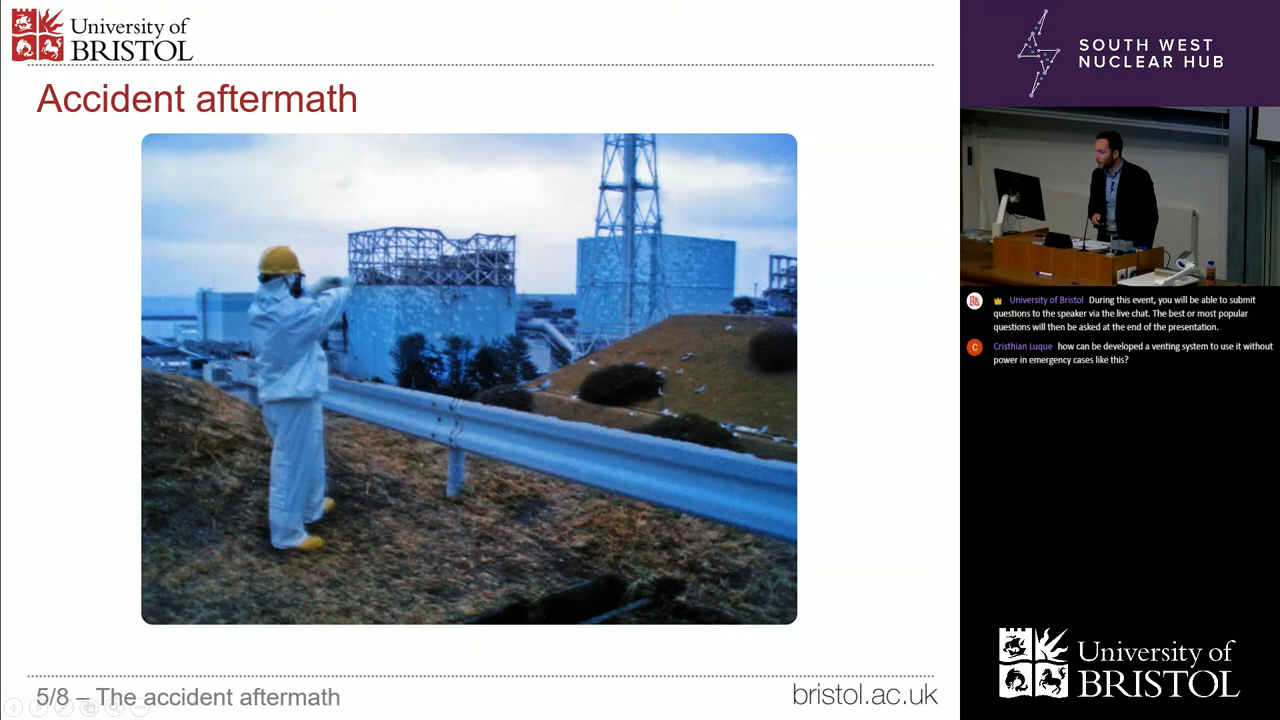 University of
BRISTOL
Accident aftermath
5/8 – The accident aftermath
bristol.ac.uk
SOUTH WEST
NUCLEAR HUB
University of Bristol During this event, you will be able to submit
questions to the speaker via the live chat. The best or most popular
questions will then be asked at the end of the presentation.
C
Cristhian Luque how can be developed a venting system to use it without
power in emergency cases like this?
University of
BRISTOL